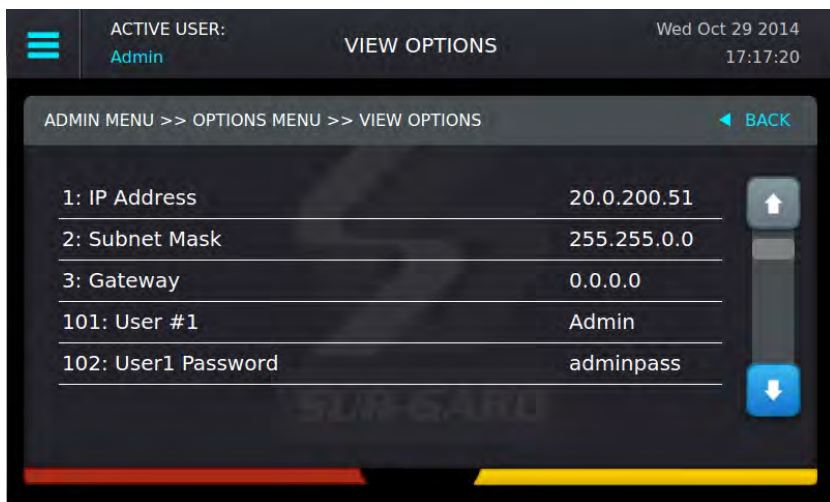 ACTIVE USER:
Admin
VIEW OPTIONS
Wed Oct 29 2014
17:17:20
ADMIN MENU >> OPTIONS MENU >> VIEW OPTIONS
BACK
1: IP Address 20.0.200.51
2: Subnet Mask 255.255.0.0
3: Gateway 0.0.0.0
101: User #1 Admin
102: User1 Password adminpass
SUR-GARD